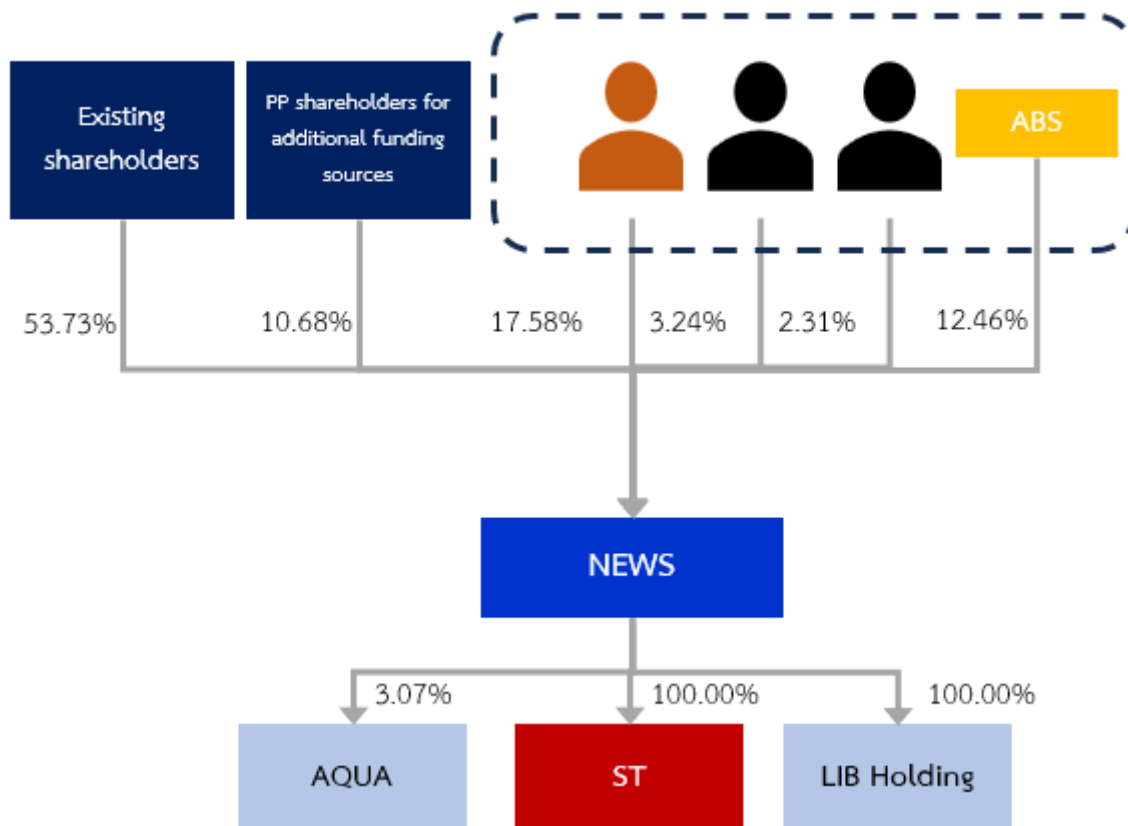 Existing
shareholders
PP shareholders for
additional funding
sources
ABS
53.73%
10.68%
17.58%
3.24%
2.31%
12.46%
NEWS
3.07%
100.00%
100.00%
AQUA
ST
LIB Holding